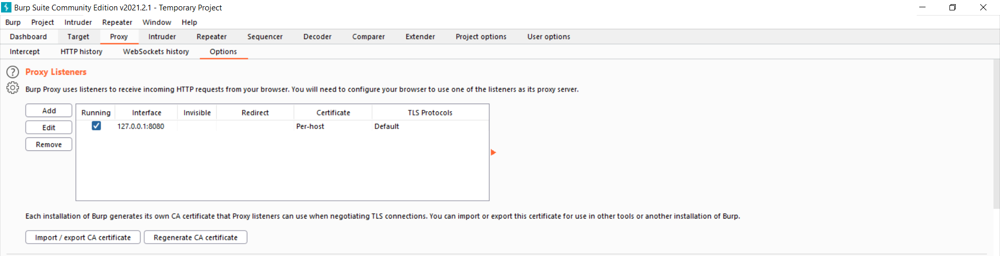 Burp Suite Community Edition v2021.2.1 - Temporary Project
Burp Project Intruder Repeater Window Help
Dashboard Target Proxy Intruder Repeater Sequencer Decoder Comparer Extender Project options User options
Intercept HTTP history WebSockets history Options
? Proxy Listeners
Burp Proxy uses listeners to receive incoming HTTP requests from your browser. You will need to configure your browser to use one of the listeners as its proxy server.
Add
Edit
Remove
Running Interface Invisible Redirect Certificate TLS Protocols
127.0.0.1:8080 Per-host Default
Each installation of Burp generates its own CA certificate that Proxy listeners can use when negotiating TLS connections. You can import or export this certificate for use in other tools or another installation of Burp.
Import / export CA certificate Regenerate CA certificate